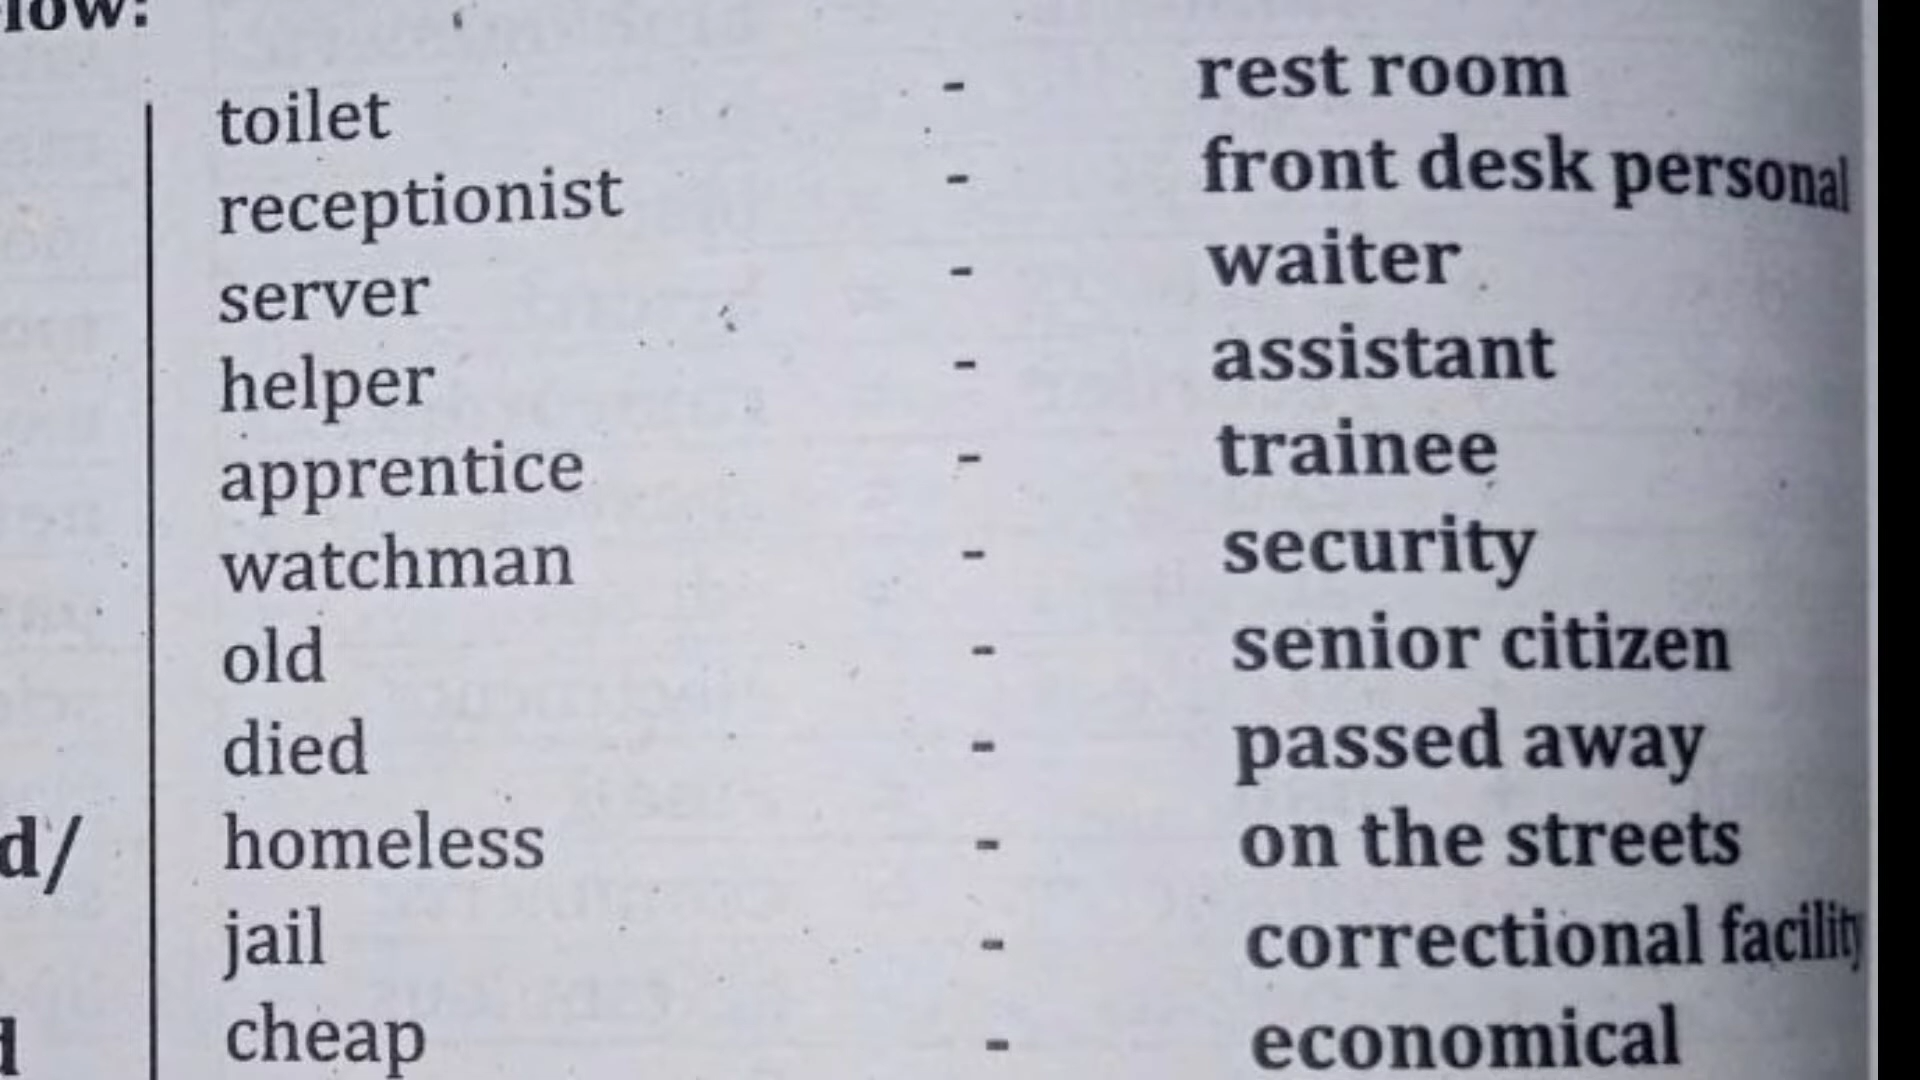 low:
toilet - rest room
receptionist - front desk personal
server - waiter
helper - assistant
apprentice - trainee
watchman - security
old - senior citizen
died - passed away
d/ homeless - on the streets
jail - correctional facility
cheap - economical